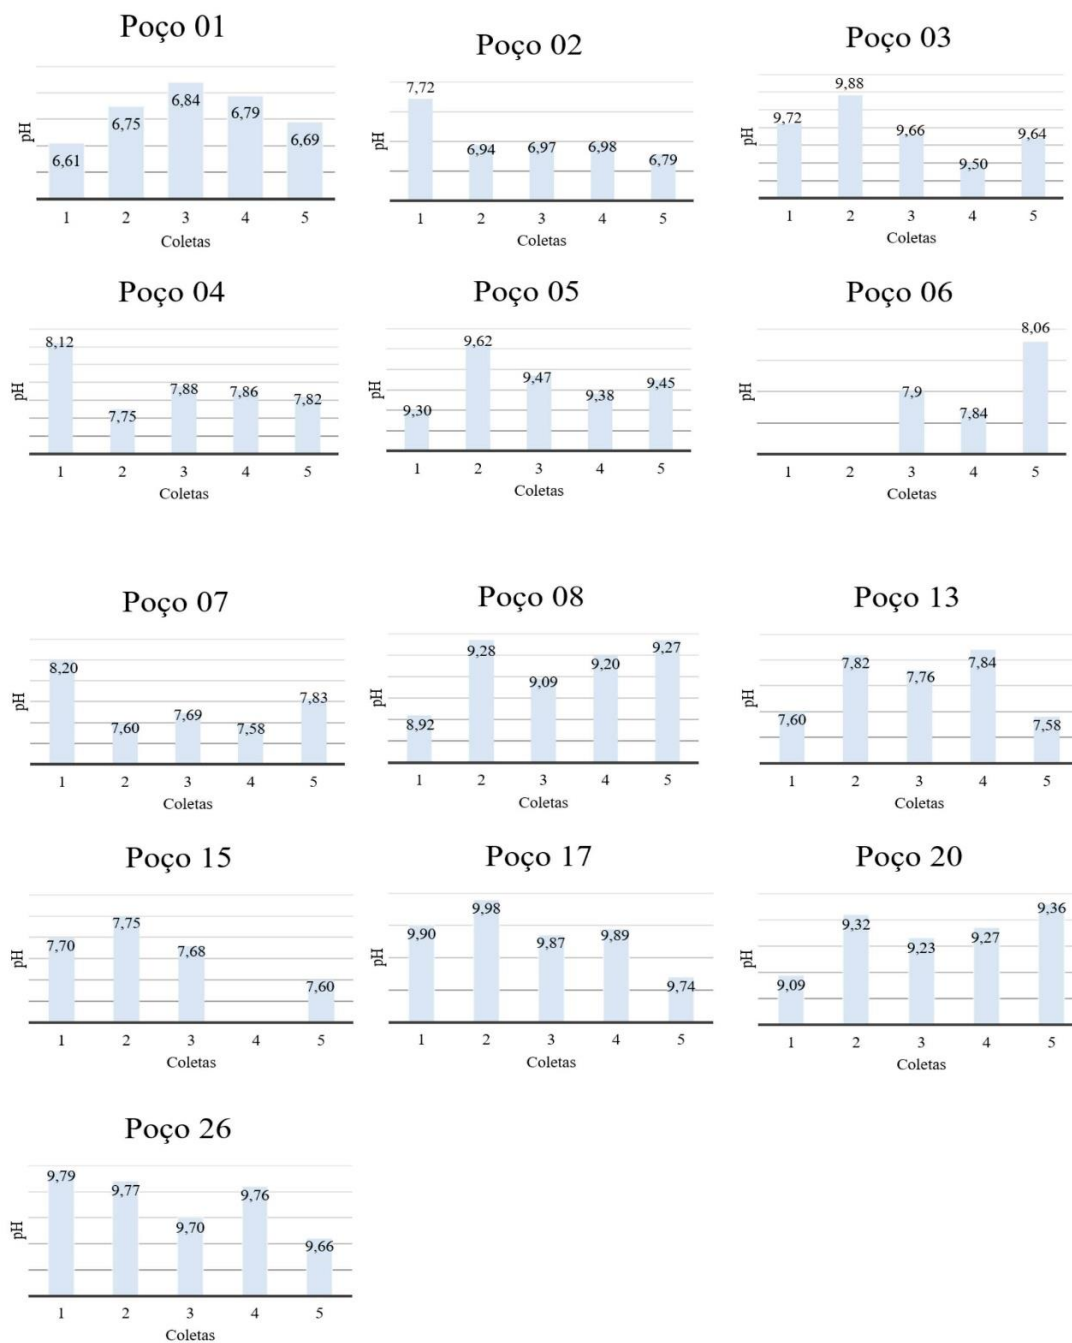 Poço 01
pH
6,61
6,75
6,84
6,79
6,69
1 2 3 4 5
Coletas
Poço 02
pH
7,72
6,94
6,97
6,98
6,79
1 2 3 4 5
Coletas
Poço 03
pH
9,72
9,88
9,66
9,50
9,64
1 2 3 4 5
Coletas
Poço 04
pH
8,12
7,75
7,88
7,86
7,82
1 2 3 4 5
Coletas
Poço 05
pH
9,30
9,62
9,47
9,38
9,45
1 2 3 4 5
Coletas
Poço 06
pH
7,9
7,84
8,06
1 2 3 4 5
Coletas
Poço 07
pH
8,20
7,60
7,69
7,58
7,83
1 2 3 4 5
Coletas
Poço 08
pH
8,92
9,28
9,09
9,20
9,27
1 2 3 4 5
Coletas
Poço 13
pH
7,60
7,82
7,76
7,84
7,58
1 2 3 4 5
Coletas
Poço 15
pH
7,70
7,75
7,68
7,60
1 2 3 4 5
Coletas
Poço 17
pH
9,90
9,98
9,87
9,89
9,74
1 2 3 4 5
Coletas
Poço 20
pH
9,09
9,32
9,23
9,27
9,36
1 2 3 4 5
Coletas
Poço 26
pH
9,79
9,77
9,70
9,76
9,66
1 2 3 4 5
Coletas